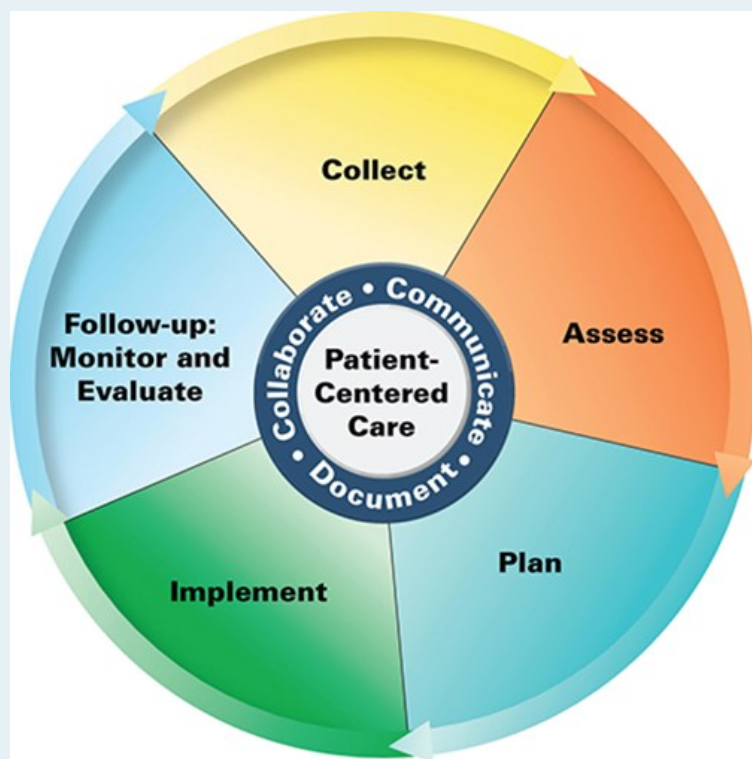 Collect
Assess
Plan
Implement
Follow-up:
Monitor and
Evaluate
Collaborate • Communicate • Document •
Patient-
Centered
Care